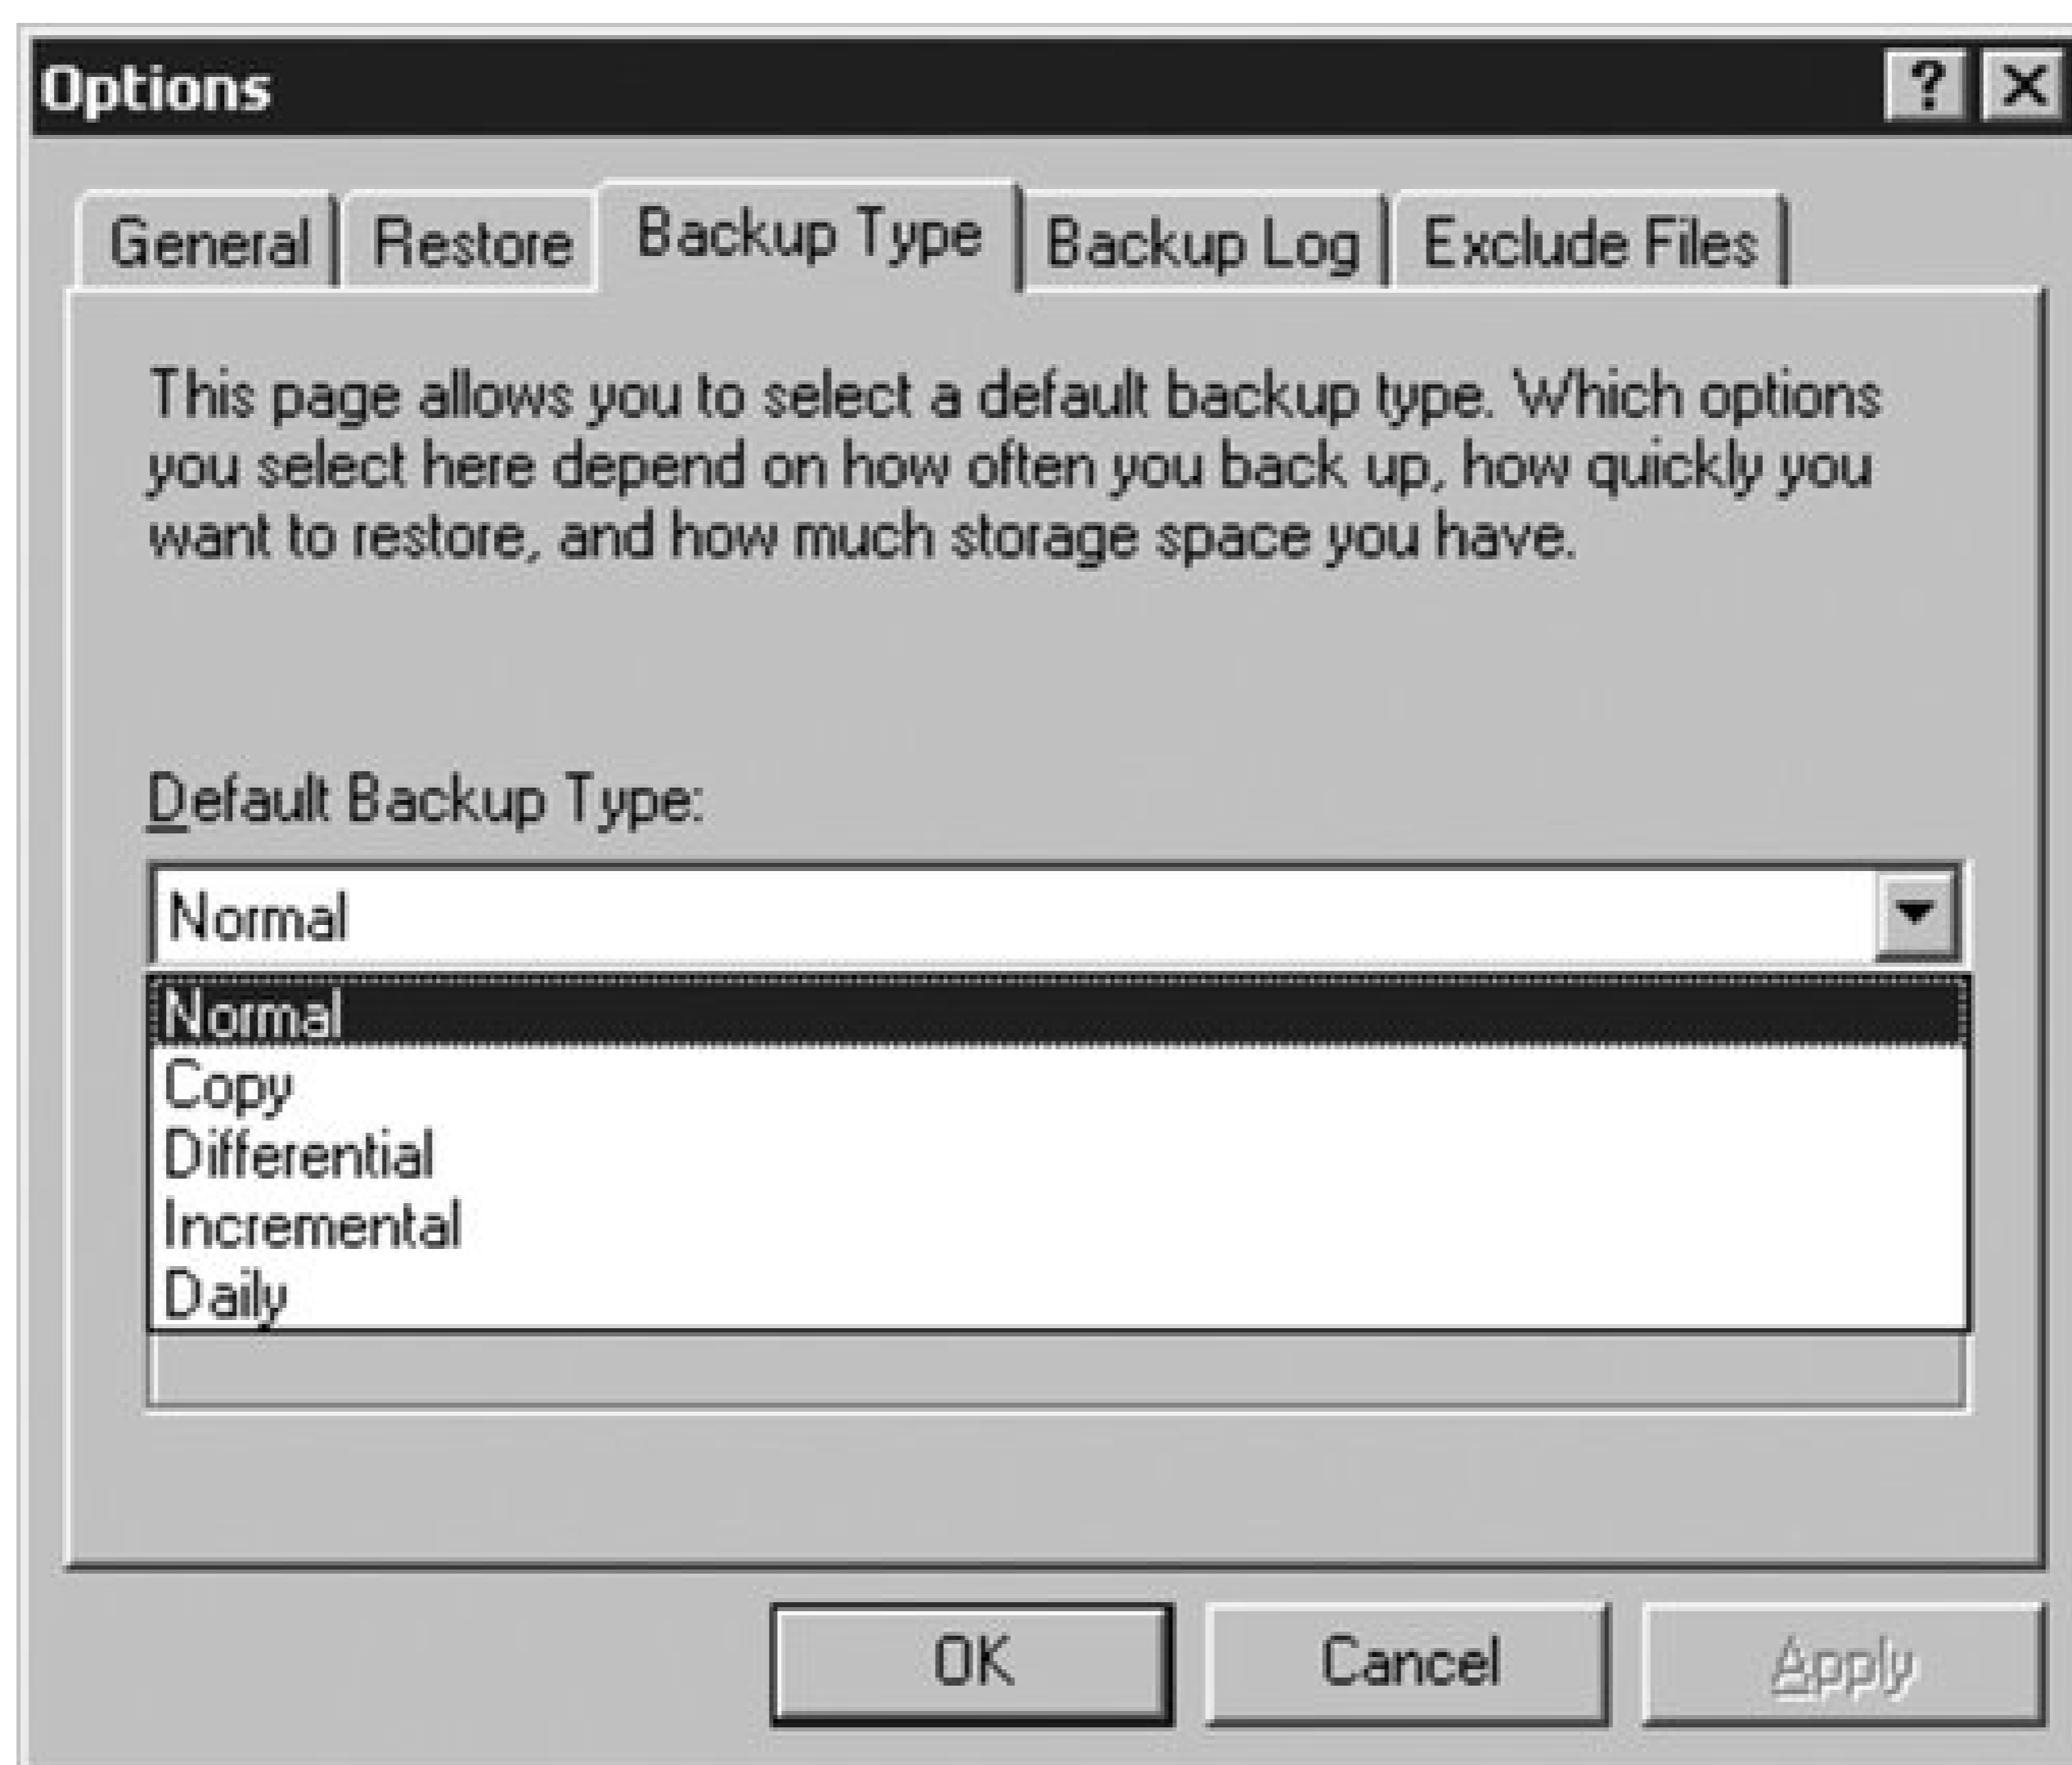 Options
General Restore Backup Type Backup Log Exclude Files
This page allows you to select a default backup type. Which options
you select here depend on how often you back up, how quickly you
want to restore, and how much storage space you have.
Default Backup Type:
Normal
Normal
Copy
Differential
Incremental
Daily
OK Cancel Apply